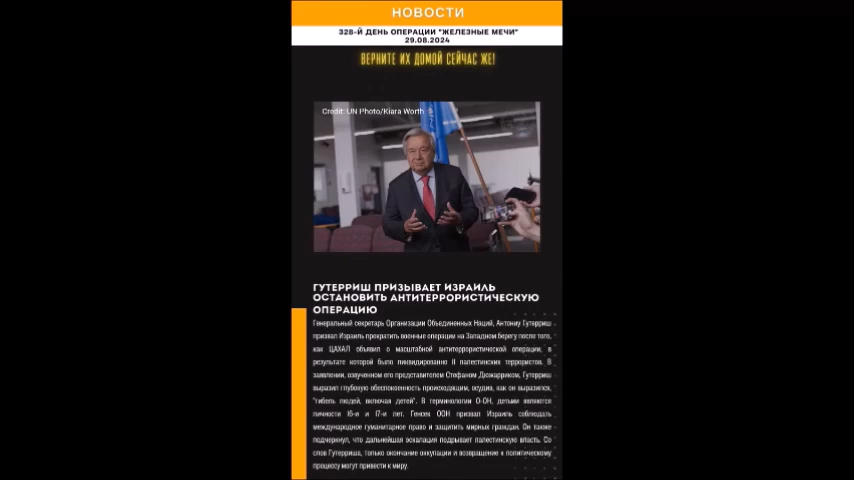 НОВОСТИ
328-Й ДЕНЬ ОПЕРАЦИИ "ЖЕЛЕЗНЫЕ МЕЧИ"
29.08.2024
ВЕРНИТЕ ИХ ДОМОЙ СЕЙЧАС ЖЕ!
Credit: UN Photo/Kiara Worth
ГУТЕРРИШ ПРИЗЫВАЕТ ИЗРАИЛЬ
ОСТАНОВИТЬ АНТИТЕРРОРИСТИЧЕСКУЮ
ОПЕРАЦИЮ
Генеральный секретарь Организации Объединенных Наций, Антониу Гутерриш
призвал Израиль прекратить военные операции на Западном берегу после того,
как ЦАХАЛ объявил о масштабной антитеррористической операции, в
результате которой было ликвидированно 11 палестинских террористов. В
заявлении, озвученном его представителем Стефаном Дюжарриком, Гутерриш
выразил глубокую обеспокоенность происходящим, осудив, как он выразился,
"гибель людей, включая детей". В терминологии О-ОН, детьми являются
личности 16-и и 17-и лет. Генсек ООН призвал Израиль соблюдать
международное гуманитарное право и защитить мирных граждан. Он также
подчеркнул, что дальнейшая эскалация подрывает палестинскую власть. Со
слов Гутерриша, только окончание оккупации и возвращение к политическому
процессу могут привести к миру.